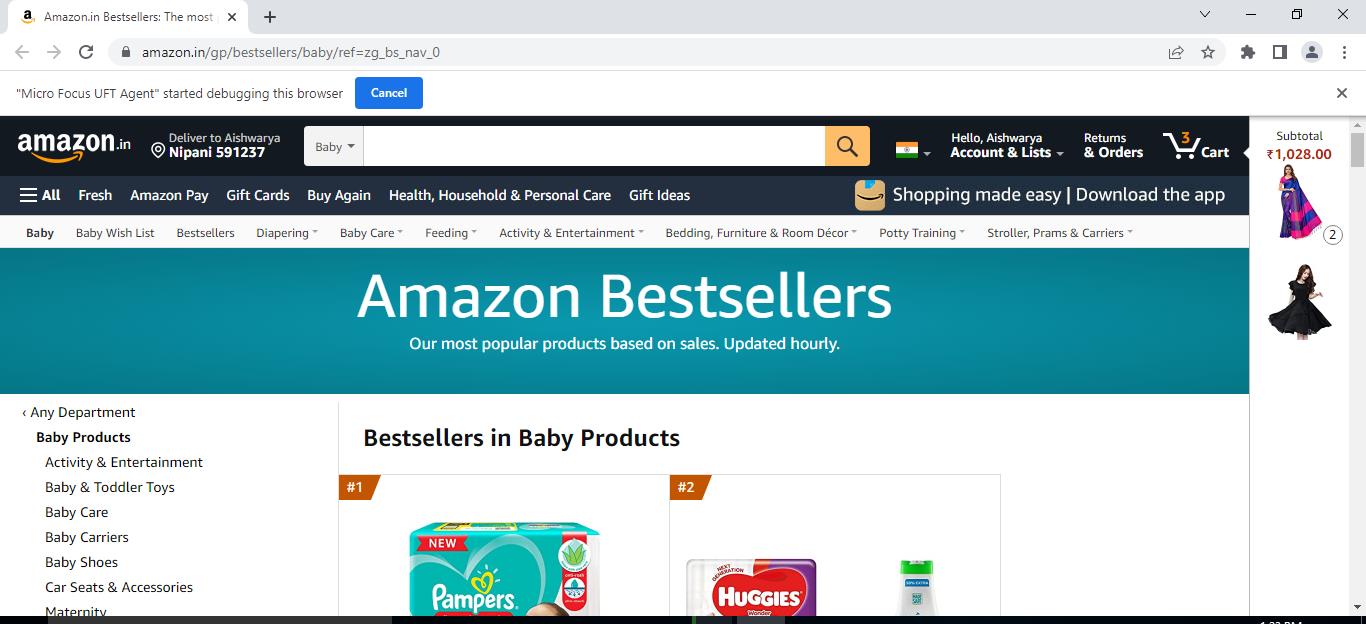 Amazon.in Bestsellers: The most
amazon.in/gp/bestsellers/baby/ref=zg_bs_nav_0
"Micro Focus UFT Agent" started debugging this browser
Cancel
amazon.in
Deliver to Aishwarya
Nipani 591237
Baby
Hello, Aishwarya
Account & Lists
Returns
& Orders
3
Cart
Subtotal
₹1,028.00
2
All
Fresh
Amazon Pay
Gift Cards
Buy Again
Health, Household & Personal Care
Gift Ideas
Shopping made easy | Download the app
Baby
Baby Wish List
Bestsellers
Diapering
Baby Care
Feeding
Activity & Entertainment
Bedding, Furniture & Room Décor
Potty Training
Stroller, Prams & Carriers
Amazon Bestsellers
Our most popular products based on sales. Updated hourly.
‹ Any Department
Baby Products
Activity & Entertainment
Baby & Toddler Toys
Baby Care
Baby Carriers
Baby Shoes
Car Seats & Accessories
Maternity
Bestsellers in Baby Products
#1
NEW
Pampers
#2
NEXT GENERATION
HUGGIES
Wonder
50% EXTRA